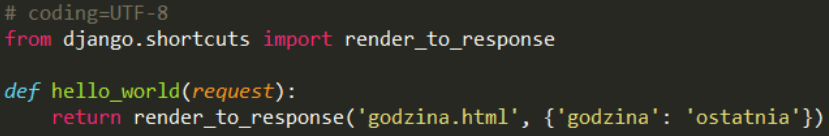 # coding=UTF-8
from django.shortcuts import render_to_response

def hello_world(request):
    return render_to_response('godzina.html', {'godzina': 'ostatnia'})